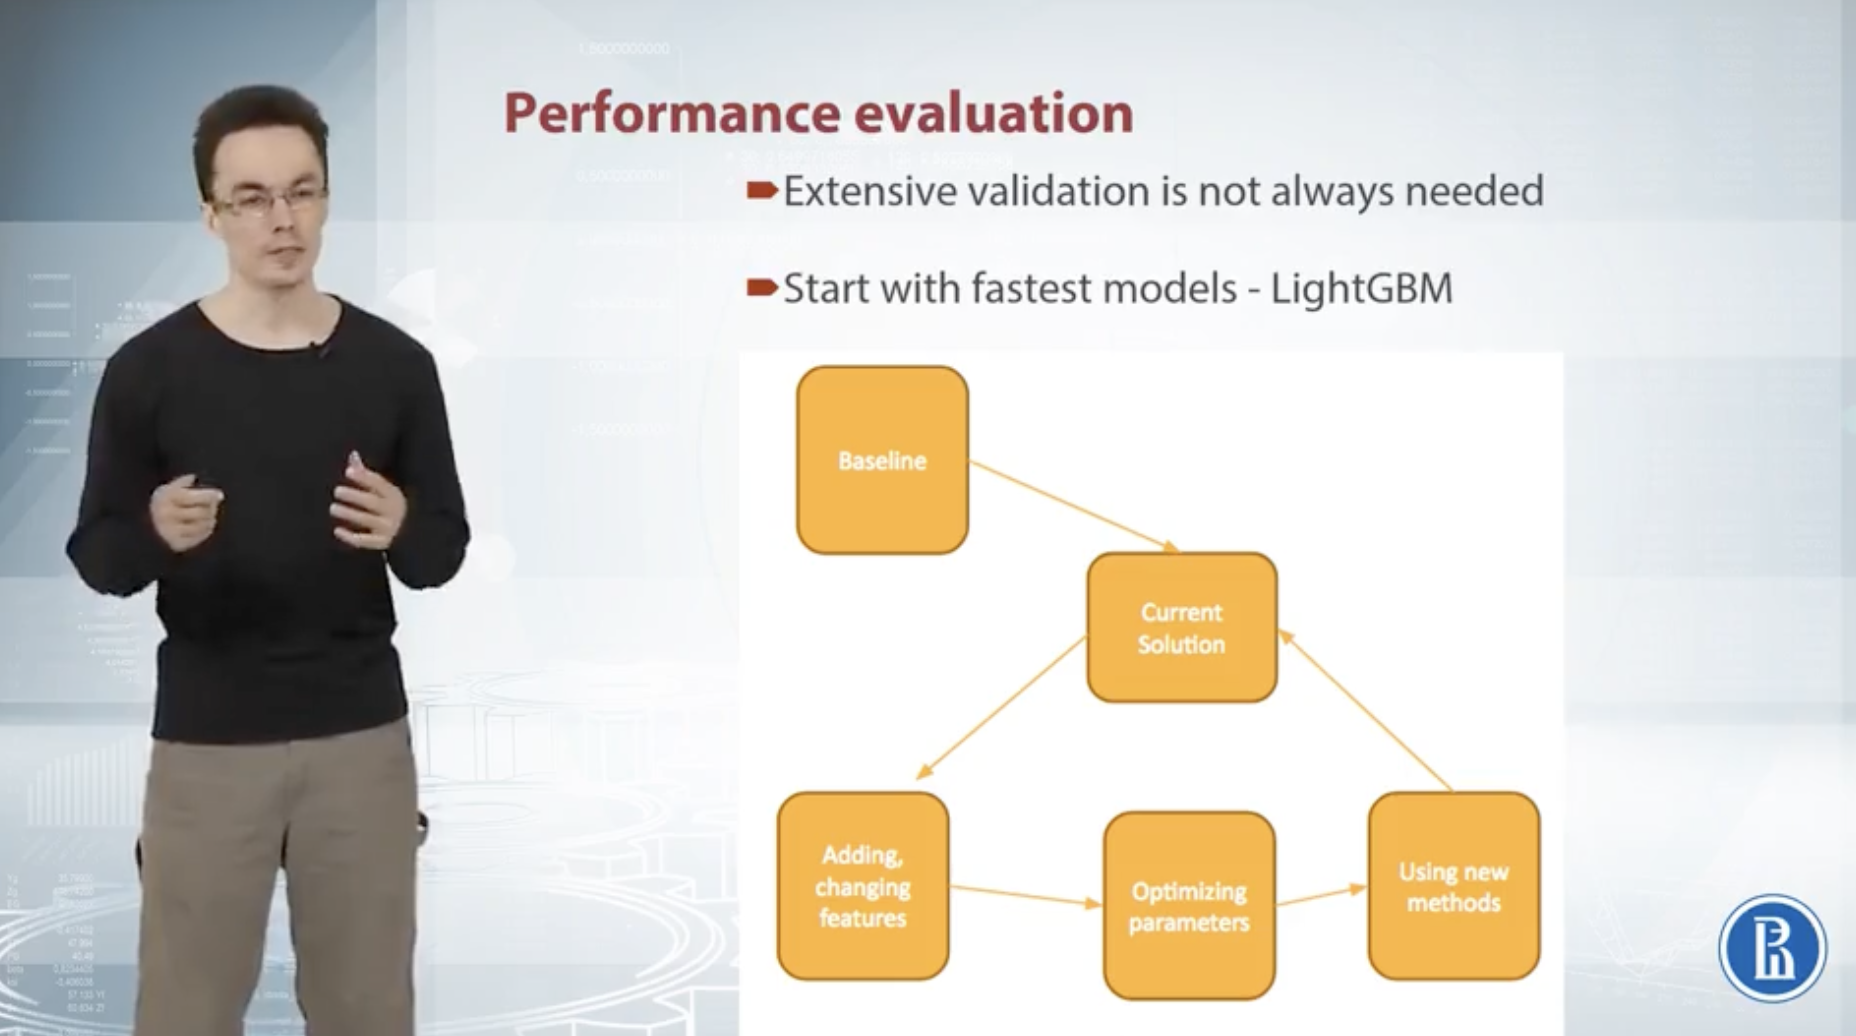 Performance evaluation
Extensive validation is not always needed
Start with fastest models - LightGBM
Baseline
Current
Solution
Adding,
changing
features
Optimizing
parameters
Using new
methods